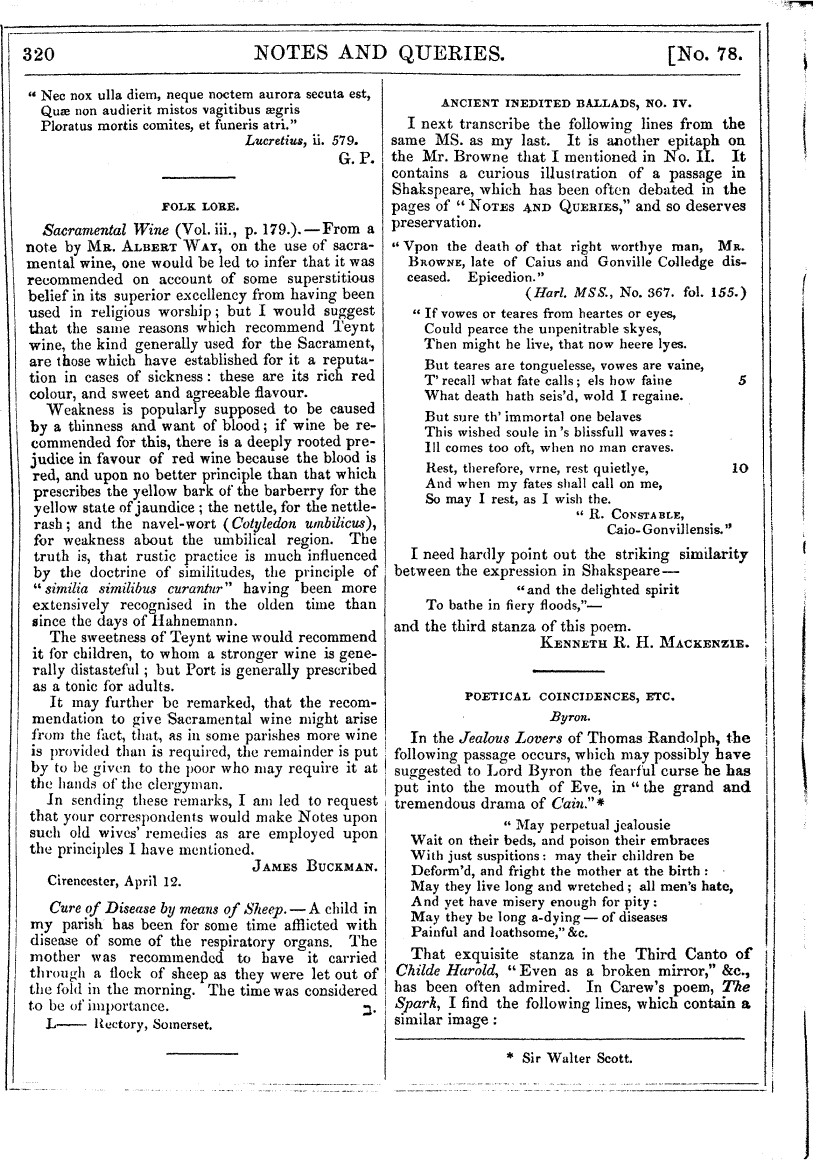 320 NOTES AND QUERIES. [No. 78.
“ Nec nox ulla diem, neque noctem aurora secuta est,
Quæ non audierit mistos vagitibus ægris
Ploratus mortis comites, et funeris atri.”
Lucretius, ii. 579.
G. P.
FOLK LORE.
Sacramental Wine (Vol. iii., p. 179.).—From a
note by MR. ALBERT WAY, on the use of sacra-
mental wine, one would be led to infer that it was
recommended on account of some superstitious
belief in its superior excellency from having been
used in religious worship; but I would suggest
that the same reasons which recommend Teynt
wine, the kind generally used for the Sacrament,
are those which have established for it a reputa-
tion in cases of sickness: these are its rich red
colour, and sweet and agreeable flavour.
Weakness is popularly supposed to be caused
by a thinness and want of blood; if wine be re-
commended for this, there is a deeply rooted pre-
judice in favour of red wine because the blood is
red, and upon no better principle than that which
prescribes the yellow bark of the barberry for the
yellow state of jaundice; the nettle, for the nettle-
rash; and the navel-wort (Cotyledon umbilicus),
for weakness about the umbilical region. The
truth is, that rustic practice is much influenced
by the doctrine of similitudes, the principle of
“similia similibus curantur” having been more
extensively recognised in the olden time than
since the days of Hahnemann.
The sweetness of Teynt wine would recommend
it for children, to whom a stronger wine is gene-
rally distasteful; but Port is generally prescribed
as a tonic for adults.
It may further be remarked, that the recom-
mendation to give Sacramental wine might arise
from the fact, that, as in some parishes more wine
is provided than is required, the remainder is put
by to be given to the poor who may require it at
the hands of the clergyman.
In sending these remarks, I am led to request
that your correspondents would make Notes upon
such old wives' remedies as are employed upon
the principles I have mentioned.
JAMES BUCKMAN.
Cirencester, April 12.
Cure of Disease by means of Sheep.—A child in
my parish has been for some time afflicted with
disease of some of the respiratory organs. The
mother was recommended to have it carried
through a flock of sheep as they were let out of
the fold in the morning. The time was considered
to be of importance. ב.
L—— Rectory, Somerset.
ANCIENT INEDITED BALLADS, NO. IV.
I next transcribe the following lines from the
same MS. as my last. It is another epitaph on
the Mr. Browne that I mentioned in No. II. It
contains a curious illustration of a passage in
Shakspeare, which has been often debated in the
pages of “NOTES AND QUERIES,” and so deserves
preservation.
“Vpon the death of that right worthye man, MR.
BROWNE, late of Caius and Gonville Colledge dis-
ceased. Epicedion.”
(Harl. MSS., No. 367. fol. 155.)
“ If vowes or teares from heartes or eyes,
Could pearce the unpenitrable skyes,
Then might he live, that now heere lyes.
But teares are tonguelesse, vowes are vaine,
T' recall what fate calls; els how faine 5
What death hath seis'd, wold I regaine.
But sure th' immortal one belaves
This wished soule in 's blissfull waves:
Ill comes too oft, when no man craves.
Rest, therefore, vrne, rest quietlye, 10
And when my fates shall call on me,
So may I rest, as I wish the.
“ R. CONSTABLE,
Caio-Gonvillensis.”
I need hardly point out the striking similarity
between the expression in Shakspeare—
“and the delighted spirit
To bathe in fiery floods,”—
and the third stanza of this poem.
KENNETH R. H. MACKENZIE.
POETICAL COINCIDENCES, ETC.
Byron.
In the Jealous Lovers of Thomas Randolph, the
following passage occurs, which may possibly have
suggested to Lord Byron the fearful curse he has
put into the mouth of Eve, in “the grand and
tremendous drama of Cain.”*
“ May perpetual jealousie
Wait on their beds, and poison their embraces
With just suspitions: may their children be
Deform'd, and fright the mother at the birth:
May they live long and wretched; all men's hate,
And yet have misery enough for pity:
May they be long a-dying — of diseases
Painful and loathsome,” &c.
That exquisite stanza in the Third Canto of
Childe Harold, “Even as a broken mirror,” &c.,
has been often admired. In Carew's poem, The
Spark, I find the following lines, which contain a
similar image:
* Sir Walter Scott.